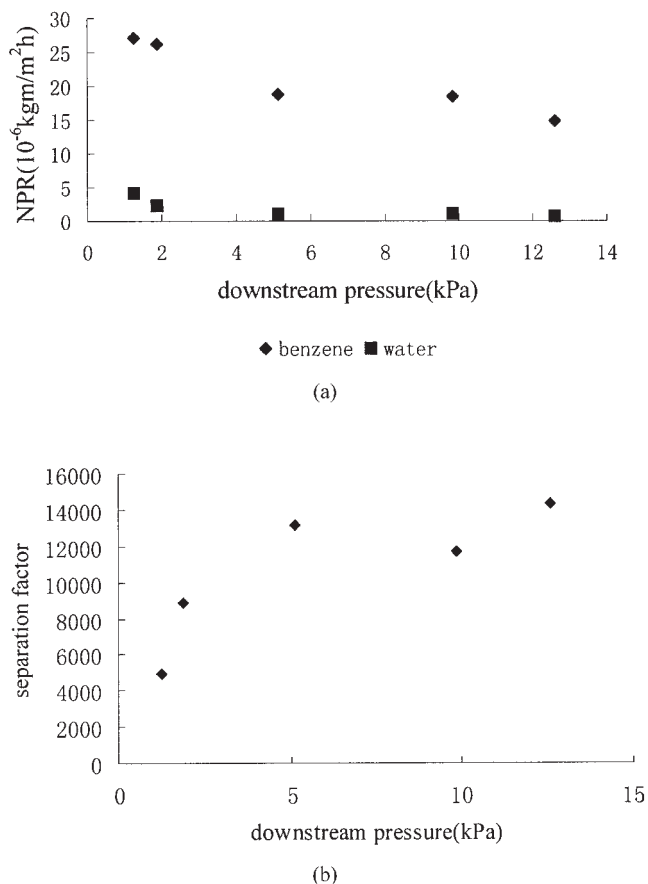 30
25
20
15
10
5
0
NPR(10⁻⁶kgm/m²h)
0 2 4 6 8 10 12 14
downstream pressure(kPa)
◆ benzene ■ water
(a)
16000
14000
12000
10000
8000
6000
4000
2000
0
separation factor
0 5 10 15
downstream pressure(kPa)
(b)